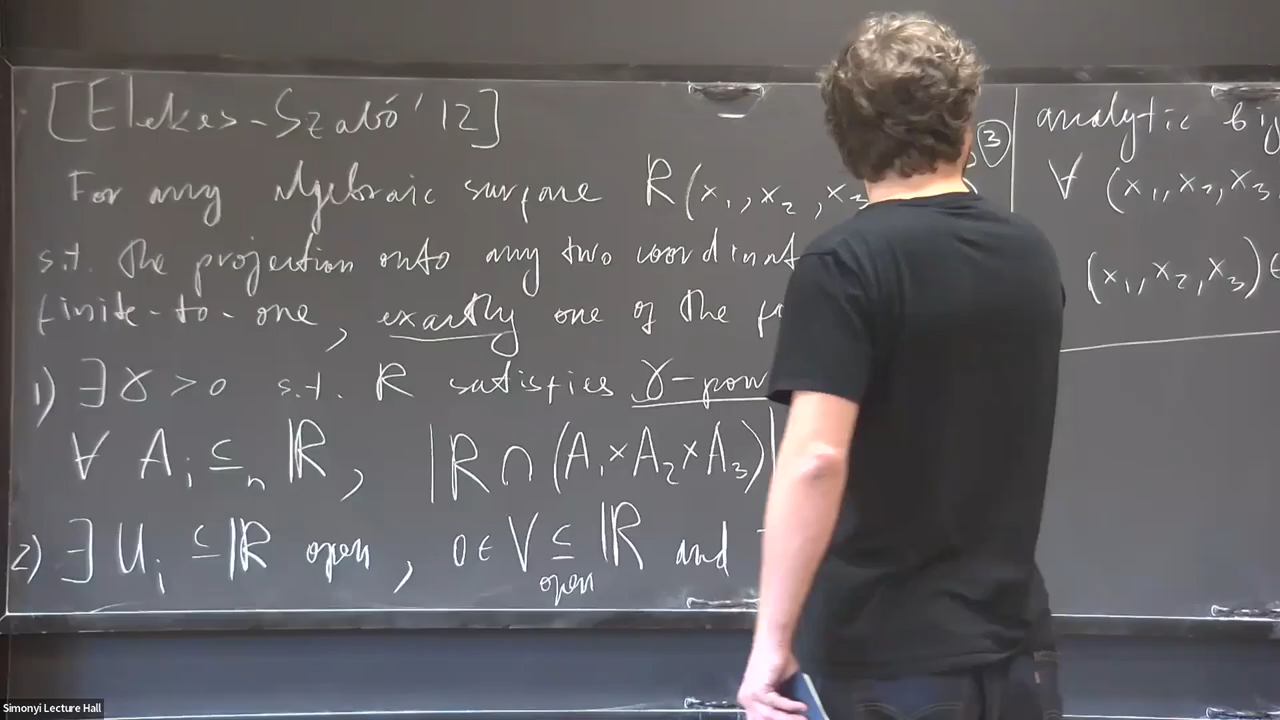 [Elekes-Szabó '12]
For any algebraic surface R(x₁, x₂, x₃
s.t. the projection onto any two coordinat
finite-to-one, exactly one of the
1) ∃ γ > 0 s.t. R satisfies γ-pow
∀ Aᵢ ⊆ₙ ℝ, |R ∩ (A₁×A₂×A₃)|
2) ∃ Uᵢ ⊆ ℝ open, 0 ∈ V ⊆ ℝ and
open
3
analytic bij
∀ (x₁, x₂, x₃
(x₁, x₂, x₃) ∈
Simonyi Lecture Hall